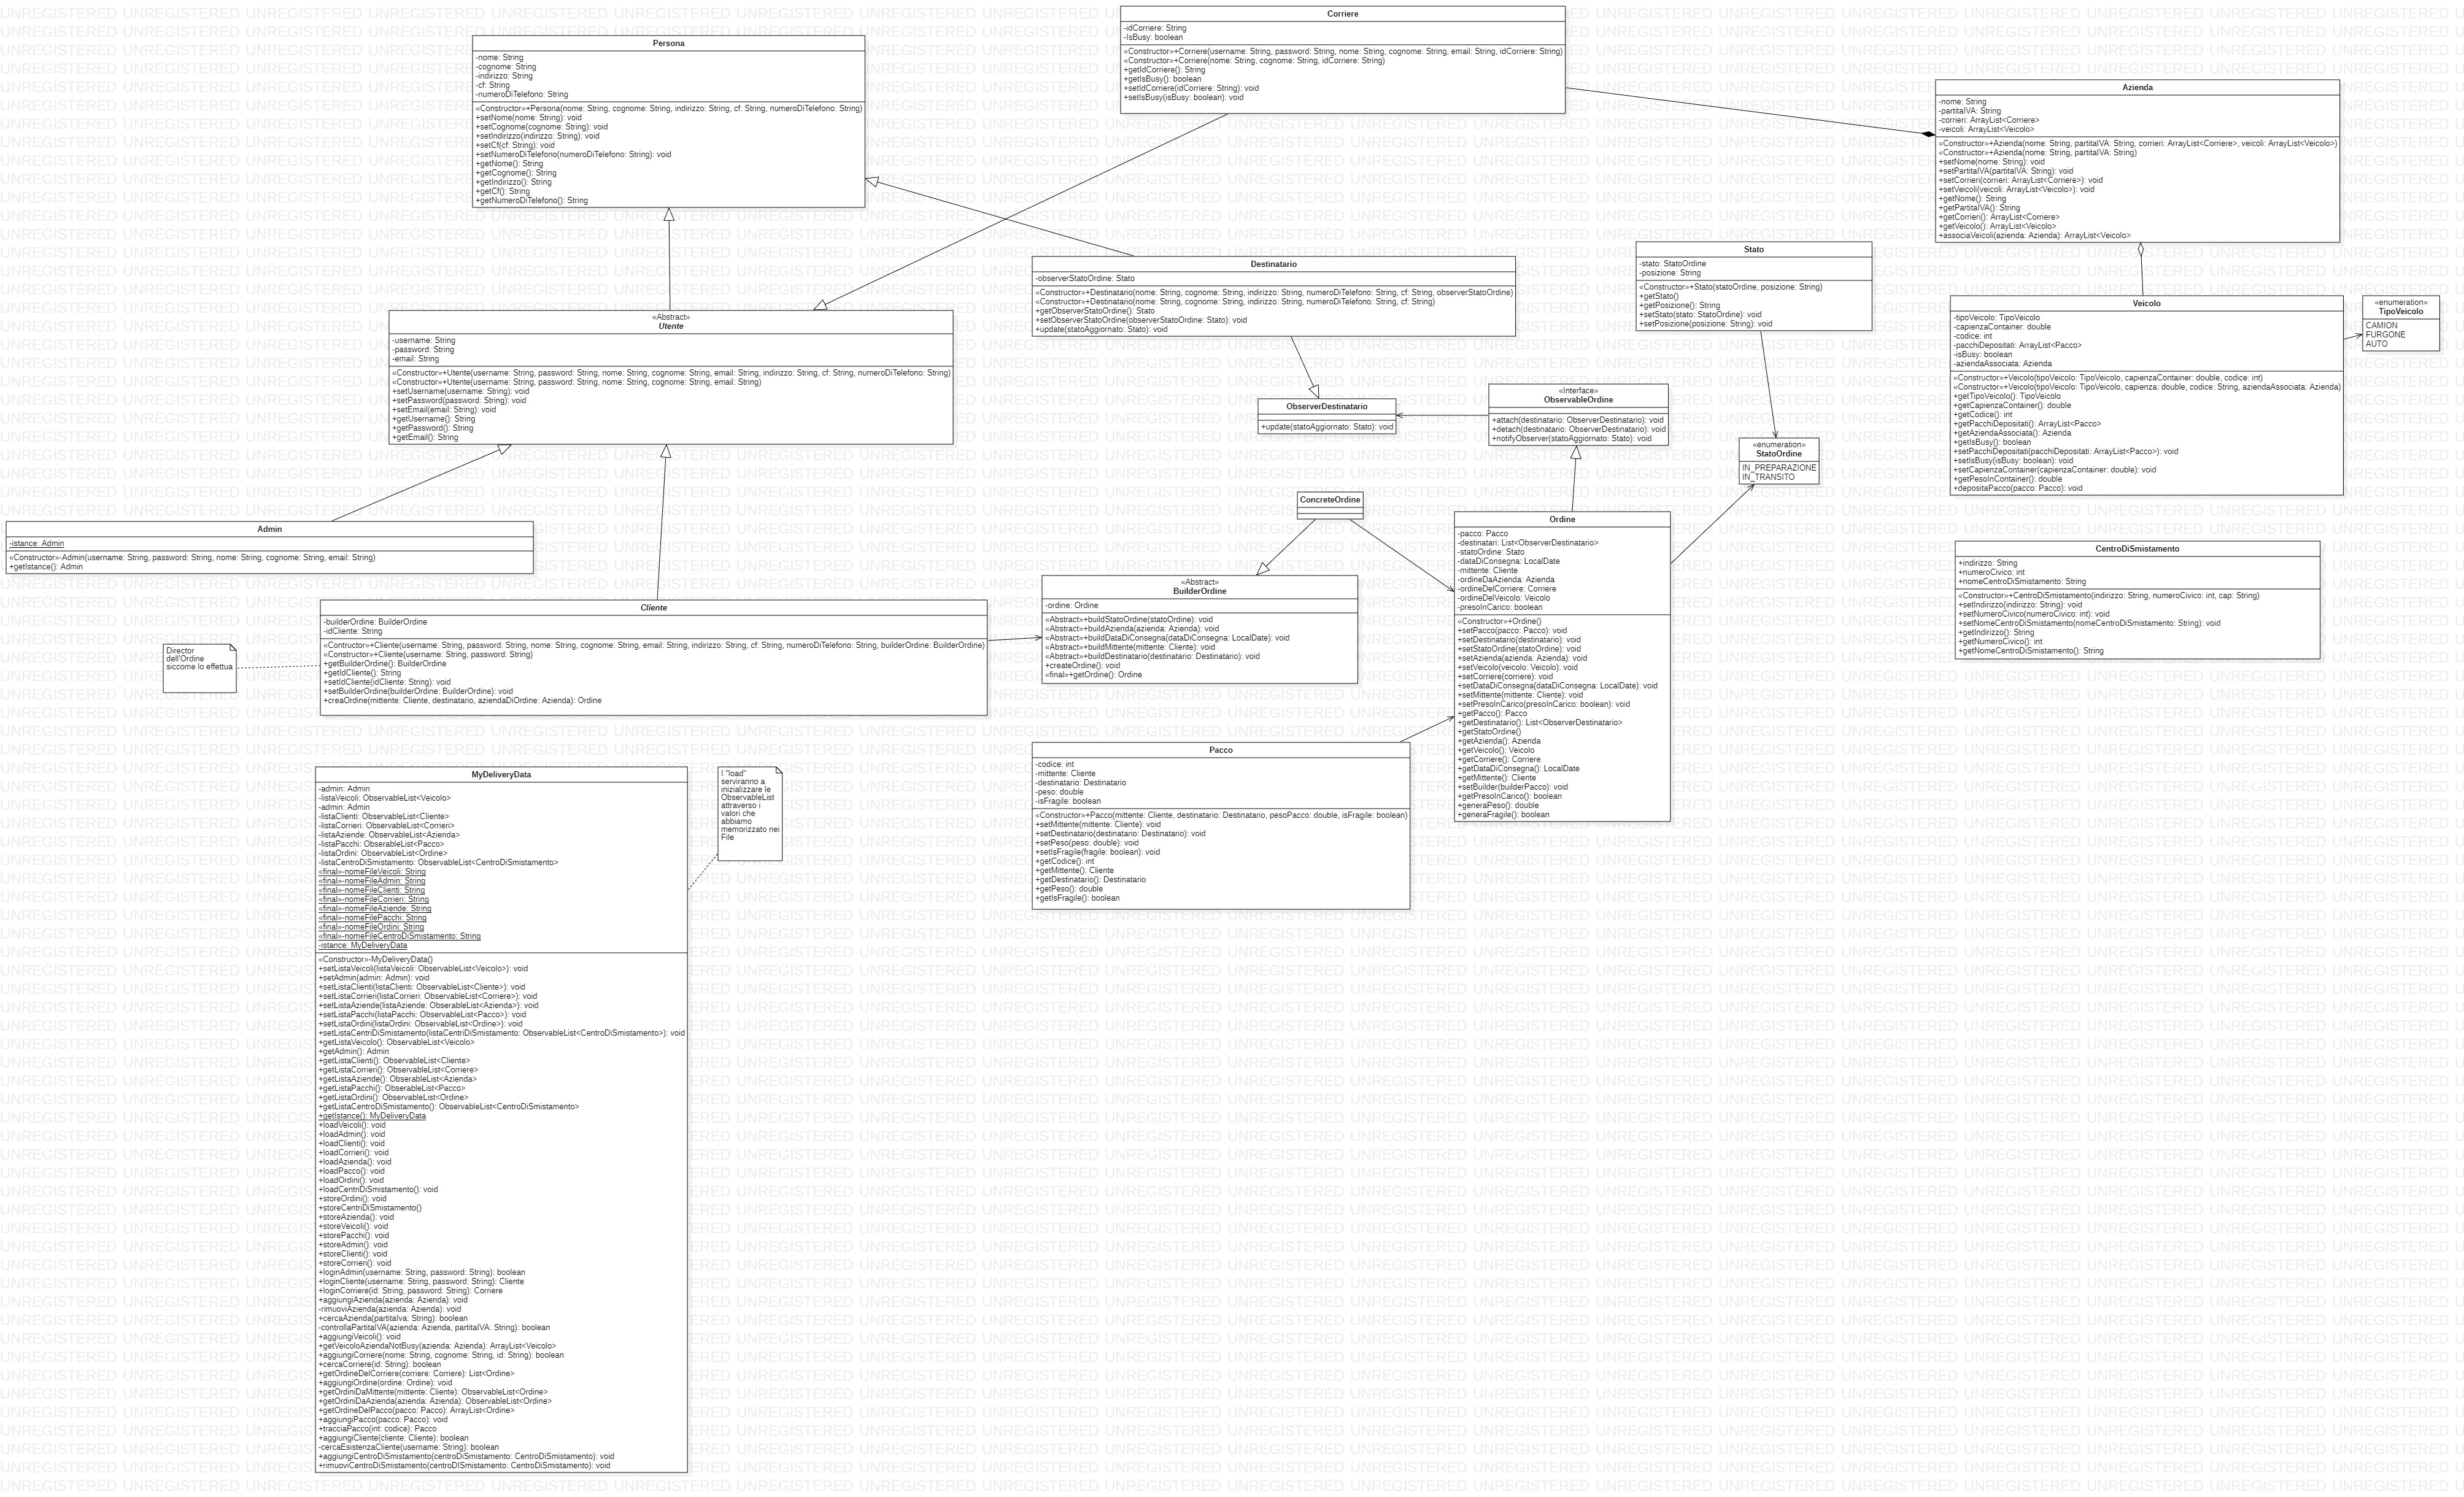 Corriere
-idCorriere: String
-IsBusy: boolean
«Constructor»+Corriere(username: String, password: String, nome: String, cognome: String, email: String, idCorriere: String)
«Constructor»+Corriere(nome: String, cognome: String, idCorriere: String)
+getIdCorriere(): String
+getIsBusy(): boolean
+setIdCorriere(idCorriere: String): void
+setIsBusy(isBusy: boolean): void
Persona
-nome: String
-cognome: String
-indirizzo: String
-cf: String
-numeroDiTelefono: String
«Constructor»+Persona(nome: String, cognome: String, indirizzo: String, cf: String, numeroDiTelefono: String)
+setNome(nome: String): void
+setCognome(cognome: String): void
+setIndirizzo(indirizzo: String): void
+setCf(cf: String): void
+setNumeroDiTelefono(numeroDiTelefono: String): void
+getNome(): String
+getCognome(): String
+getIndirizzo(): String
+getCf(): String
+getNumeroDiTelefono(): String
Azienda
-nome: String
-partitaIVA: String
-corrieri: ArrayList<Corriere>
-veicoli: ArrayList<Veicolo>
«Constructor»+Azienda(nome: String, partitaIVA: String, corrieri: ArrayList<Corriere>, veicoli: ArrayList<Veicolo>)
«Constructor»+Azienda(nome: String, partitaIVA: String)
+setNome(nome: String): void
+setPartitaIVA(partitaIVA: String): void
+setCorrieri(corrieri: ArrayList<Corriere>): void
+setVeicoli(veicoli: ArrayList<Veicolo>): void
+getNome(): String
+getPartitaIVA(): String
+getCorrieri(): ArrayList<Corriere>
+getVeicolo(): ArrayList<Veicolo>
+associaVeicoli(azienda: Azienda): ArrayList<Veicolo>
Destinatario
-observerStatoOrdine: Stato
«Constructor»+Destinatario(nome: String, cognome: String, indirizzo: String, numeroDiTelefono: String, cf: String, observerStatoOrdine)
«Constructor»+Destinatario(nome: String, cognome: String, indirizzo: String, numeroDiTelefono: String, cf: String)
+getObserverStatoOrdine(): Stato
+setObserverStatoOrdine(observerStatoOrdine: Stato): void
+update(statoAggiornato: Stato): void
Stato
-stato: StatoOrdine
-posizione: String
«Constructor»+Stato(statoOrdine, posizione: String)
+getStato()
+getPosizione(): String
+setStato(stato: StatoOrdine): void
+setPosizione(posizione: String): void
Veicolo
-tipoVeicolo: TipoVeicolo
-capienzaContainer: double
-codice: int
-pacchiDepositati: ArrayList<Pacco>
-isBusy: boolean
-aziendaAssociata: Azienda
«Constructor»+Veicolo(tipoVeicolo: TipoVeicolo, capienzaContainer: double, codice: int)
«Constructor»+Veicolo(tipoVeicolo: TipoVeicolo, capienza: double, codice: String, aziendaAssociata: Azienda)
+getTipoVeicolo(): TipoVeicolo
+getCapienzaContainer(): double
+getCodice(): int
+getPacchiDepositati(): ArrayList<Pacco>
+getAziendaAssociata(): Azienda
+getIsBusy(): boolean
+setPacchiDepositati(pacchiDepositati: ArrayList<Pacco>): void
+setIsBusy(isBusy: boolean): void
+setCapienzaContainer(capienzaContainer: double): void
+getPesoInContainer(): double
+depositaPacco(pacco: Pacco): void
«enumeration»
TipoVeicolo
CAMION
FURGONE
AUTO
«Abstract»
Utente
-username: String
-password: String
-email: String
«Constructor»+Utente(username: String, password: String, nome: String, cognome: String, email: String, indirizzo: String, cf: String, numeroDiTelefono: String)
«Constructor»+Utente(username: String, password: String, nome: String, cognome: String, email: String)
+setUsername(username: String): void
+setPassword(password: String): void
+setEmail(email: String): void
+getUsername(): String
+getPassword(): String
+getEmail(): String
ObserverDestinatario
+update(statoAggiornato: Stato): void
«Interface»
ObservableOrdine
+attach(destinatario: ObserverDestinatario): void
+detach(destinatario: ObserverDestinatario): void
+notifyObserver(statoAggiornato: Stato): void
«enumeration»
StatoOrdine
IN_PREPARAZIONE
IN_TRANSITO
ConcreteOrdine
Admin
-istance: Admin
«Constructor»-Admin(username: String, password: String, nome: String, cognome: String, email: String)
+getIstance(): Admin
Ordine
-pacco: Pacco
-destinatari: List<ObserverDestinatario>
-statoOrdine: Stato
-dataDiConsegna: LocalDate
-mittente: Cliente
-ordineDaAzienda: Azienda
-ordineDelCorriere: Corriere
-ordineDelVeicolo: Veicolo
-presoInCarico: boolean
«Constructor»+Ordine()
+setPacco(pacco: Pacco): void
+setDestinatario(destinatario): void
+setStatoOrdine(statoOrdine): void
+setAzienda(azienda: Azienda): void
+setVeicolo(veicolo: Veicolo): void
+setCorriere(corriere): void
+setDataDiConsegna(dataDiConsegna: LocalDate): void
+setMittente(mittente: Cliente): void
+setPresoInCarico(presoInCarico: boolean): void
+getPacco(): Pacco
+getDestinatario(): List<ObserverDestinatario>
+getStatoOrdine()
+getAzienda(): Azienda
+getVeicolo(): Veicolo
+getCorriere(): Corriere
+getDataDiConsegna(): LocalDate
+getMittente(): Cliente
+setBuilder(builderPacco): void
+getPresoInCarico(): boolean
+generaPeso(): double
+generaFragile(): boolean
CentroDiSmistamento
+indirizzo: String
+numeroCivico: int
+nomeCentroDiSmistamento: String
«Constructor»+CentroDiSmistamento(indirizzo: String, numeroCivico: int, cap: String)
+setIndirizzo(indirizzo: String): void
+setNumeroCivico(numeroCivico: int): void
+setNomeCentroDiSmistamento(nomeCentroDiSmistamento: String): void
+getIndirizzo(): String
+getNumeroCivico(): int
+getNomeCentroDiSmistamento(): String
«Abstract»
BuilderOrdine
-ordine: Ordine
«Abstract»+buildStatoOrdine(statoOrdine): void
«Abstract»+buildAzienda(azienda: Azienda): void
«Abstract»+buildDataDiConsegna(dataDiConsegna: LocalDate): void
«Abstract»+buildMittente(mittente: Cliente): void
«Abstract»+buildDestinatario(destinatario: Destinatario): void
+createOrdine(): void
«final»+getOrdine(): Ordine
Cliente
-builderOrdine: BuilderOrdine
-idCliente: String
«Constructor»+Cliente(username: String, password: String, nome: String, cognome: String, email: String, indirizzo: String, cf: String, numeroDiTelefono: String, builderOrdine: BuilderOrdine)
«Constructor»+Cliente(username: String, password: String)
+getBuilderOrdine(): BuilderOrdine
+getIdCliente(): String
+setIdCliente(idCliente: String): void
+setBuilderOrdine(builderOrdine: BuilderOrdine): void
+creaOrdine(mittente: Cliente, destinatario, aziendaDiOrdine: Azienda): Ordine
Director
dell'Ordine
siccome lo effettua
Pacco
-codice: int
-mittente: Cliente
-destinatario: Destinatario
-peso: double
-isFragile: boolean
«Constructor»+Pacco(mittente: Cliente, destinatario: Destinatario, pesoPacco: double, isFragile: boolean)
+setMittente(mittente: Cliente): void
+setDestinatario(destinatario: Destinatario): void
+setPeso(peso: double): void
+setIsFragile(fragile: boolean): void
+getCodice(): int
+getMittente(): Cliente
+getDestinatario(): Destinatario
+getPeso(): double
+getIsFragile(): boolean
MyDeliveryData
-admin: Admin
-listaVeicoli: ObservableList<Veicolo>
-admin: Admin
-listaClienti: ObservableList<Cliente>
-listaCorrieri: ObservableList<Corrieri>
-listaAziende: ObservableList<Azienda>
-listaPacchi: ObserableList<Pacco>
-listaOrdini: ObservableList<Ordine>
-listaCentroDiSmistamento: ObservableList<CentroDiSmistamento>
«final»-nomeFileVeicoli: String
«final»-nomeFileAdmin: String
«final»-nomeFileClienti: String
«final»-nomeFileCorrieri: String
«final»-nomeFileAziende: String
«final»-nomeFilePacchi: String
«final»-nomeFileOrdini: String
«final»-nomeFileCentroDiSmistamento: String
-istance: MyDeliveryData
«Constructor»-MyDeliveryData()
+setListaVeicoli(listaVeicoli: ObservableList<Veicolo>): void
+setAdmin(admin: Admin): void
+setListaClienti(listaClienti: ObservableList<Cliente>): void
+setListaCorrieri(listaCorrieri: ObservableList<Corriere>): void
+setListaAziende(listaAziende: ObserableList<Azienda>): void
+setListaPacchi(listaPacchi: ObservableList<Pacco>): void
+setListaOrdini(listaOrdini: ObservableList<Ordine>): void
+setListaCentriDiSmistamento(listaCentriDiSmistamento: ObservableList<CentroDiSmistamento>): void
+getListaVeicolo(): ObservableList<Veicolo>
+getAdmin(): Admin
+getListaClienti(): ObservableList<Cliente>
+getListaCorrieri(): ObservableList<Corriere>
+getListaAziende(): ObserableList<Azienda>
+getListaPacchi(): ObserableList<Pacco>
+getListaOrdini(): ObservableList<Ordine>
+getListaCentroDiSmistamento(): ObservableList<CentroDiSmistamento>
+getIstance(): MyDeliveryData
+loadVeicoli(): void
+loadAdmin(): void
+loadClienti(): void
+loadCorrieri(): void
+loadAzienda(): void
+loadPacco(): void
+loadOrdini(): void
+loadCentriDiSmistamento(): void
+storeOrdini(): void
+storeCentriDiSmistamento()
+storeAzienda(): void
+storeVeicoli(): void
+storePacchi(): void
+storeAdmin(): void
+storeClienti(): void
+storeCorrieri(): void
+loginAdmin(username: String, password: String): boolean
+loginCliente(username: String, password: String): Cliente
+loginCorriere(id: String, password: String): Corriere
+aggiungiAzienda(azienda: Azienda): void
-rimuoviAzienda(azienda: Azienda): void
+cercaAzienda(partitaIva: String): boolean
-controllaPartitaIVA(azienda: Azienda, partitaIVA: String): boolean
+aggiungiVeicoli(): void
+getVeicoloAziendaNotBusy(azienda: Azienda): ArrayList<Veicolo>
+aggiungiCorriere(nome: String, cognome: String, id: String): boolean
+cercaCorriere(id: String): boolean
+getOrdineDelCorriere(corriere: Corriere): List<Ordine>
+aggiungiOrdine(ordine: Ordine): void
+getOrdiniDaMittente(mittente: Cliente): ObservableList<Ordine>
+getOrdiniDaAzienda(azienda: Azienda): ObservableList<Ordine>
+getOrdineDelPacco(pacco: Pacco): ArrayList<Ordine>
+aggiungiPacco(pacco: Pacco): void
+tracciaPacco(int: codice): Pacco
+aggiungiCliente(cliente: Cliente): boolean
-cercaEsistenzaCliente(username: String): boolean
+aggiungiCentroDiSmistamento(centroDiSmistamento: CentroDiSmistamento): void
+rimuoviCentroDiSmistamento(centroDISmistamento: CentroDiSmistamento): void
I "load"
serviranno a
inizializzare le
ObservableList
attraverso i
valori che
abbiamo
memorizzato nei
File